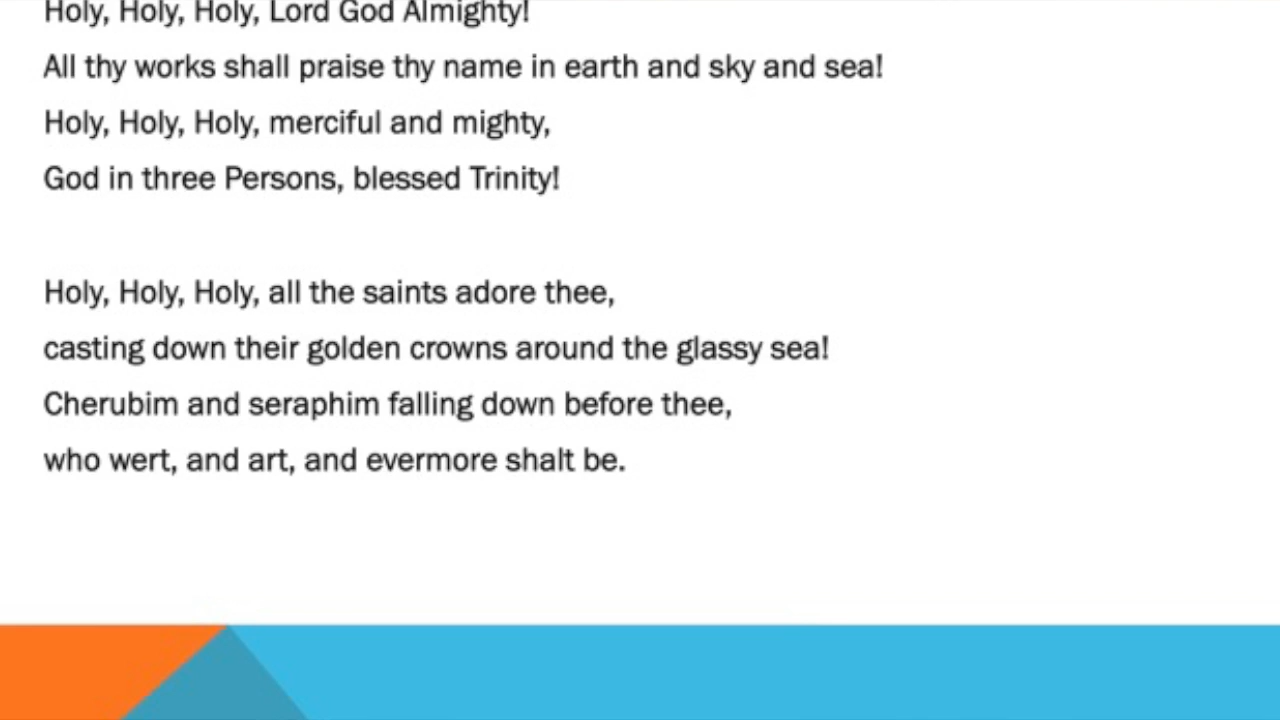 Holy, Holy, Holy, Lord God Almighty!
All thy works shall praise thy name in earth and sky and sea!
Holy, Holy, Holy, merciful and mighty,
God in three Persons, blessed Trinity!
Holy, Holy, Holy, all the saints adore thee,
casting down their golden crowns around the glassy sea!
Cherubim and seraphim falling down before thee,
who wert, and art, and evermore shalt be.